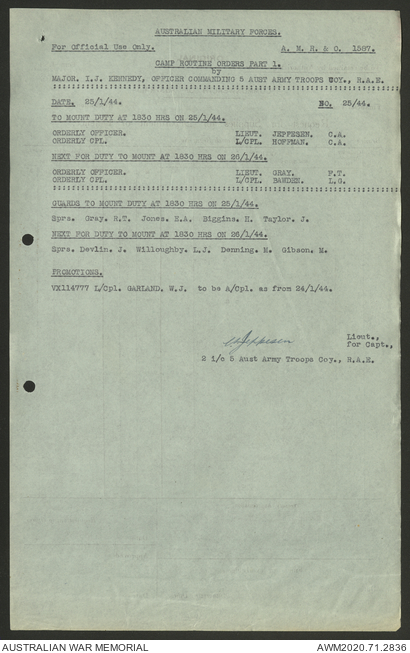 AUSTRALIAN MILITARY FORCES.
For Official Use Only. A. M. R. & O. 1587.
CAMP ROUTINE ORDERS PART 1.
by
MAJOR. I.J. KENNEDY, OFFICER COMMANDING 5 AUST ARMY TROOPS COY., R.A.E.
DATE. 25/1/44. NO. 25/44.
TO MOUNT DUTY AT 1830 HRS ON 25/1/44.
ORDERLY OFFICER. LIEUT. JEPPESEN. C.A.
ORDERLY CPL. L/CPL. HOFFMAN. C.A.
NEXT FOR DUTY TO MOUNT AT 1830 HRS ON 26/1/44.
ORDERLY OFFICER. LIEUT. GRAY. F.T.
ORDERLY CPL. L/CPL. BAWDEN. L.G.
GUARDS TO MOUNT DUTY AT 1830 HRS ON 25/1/44.
Sprs. Gray. R.T. Jones. E.A. Biggins. H. Taylor. J.
NEXT FOR DUTY TO MOUNT AT 1830 HRS ON 26/1/44.
Sprs. Devlin. J. Willoughby. L.J. Denning. N. Gibson. M.
PROMOTIONS.
VX114777 L/Cpl. GARLAND, W.J. to be A/Cpl. as from 24/1/44.
Jeppesen Lieut.,
for Capt.,
2 i/c 5 Aust Army Troops Coy., R.A.E.
AUSTRALIAN WAR MEMORIAL AWM2020.71.2836